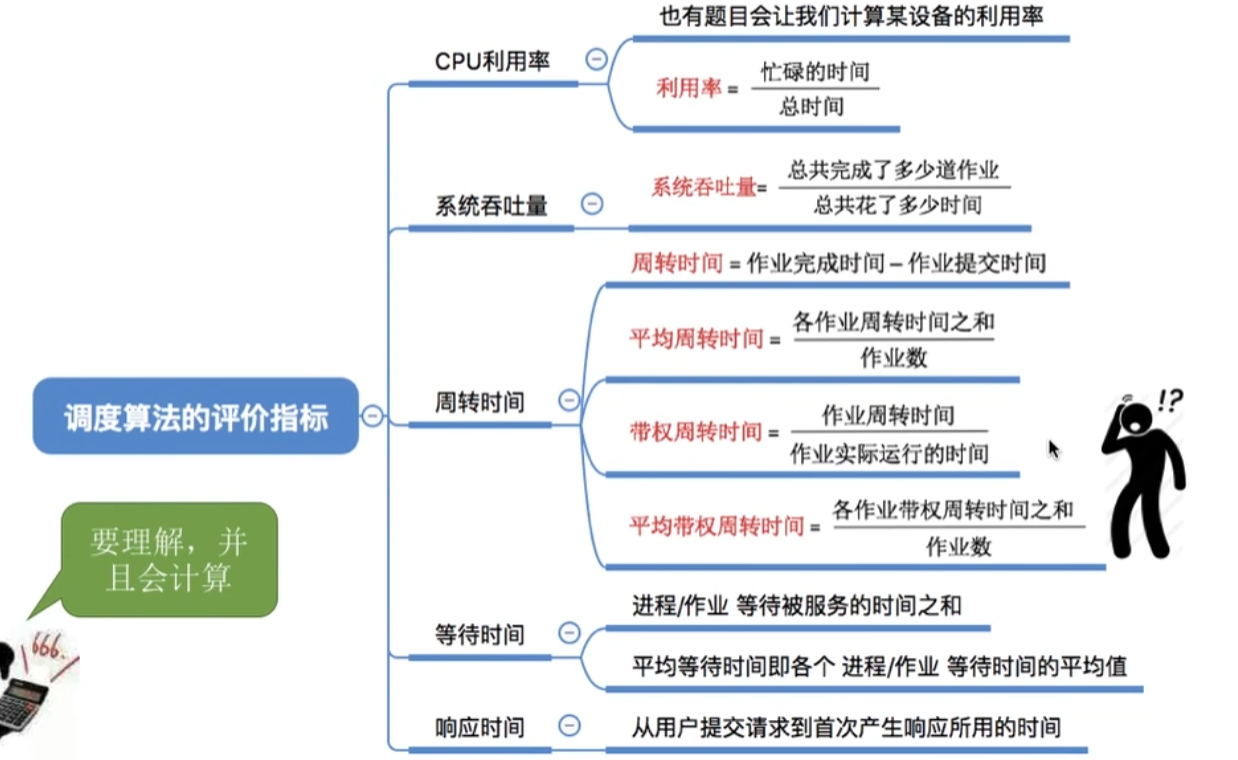 也有题目会让我们计算某设备的利用率
CPU利用率
利用率 = 忙碌的时间
总时间
系统吞吐量
系统吞吐量= 总共完成了多少道作业
总共花了多少时间
周转时间 = 作业完成时间 – 作业提交时间
平均周转时间 = 各作业周转时间之和
作业数
周转时间
调度算法的评价指标
带权周转时间 = 作业周转时间
作业实际运行的时间
平均带权周转时间 = 各作业带权周转时间之和
作业数
!?
要理解，并
且会计算
666.
等待时间
进程/作业 等待被服务的时间之和
平均等待时间即各个 进程/作业 等待时间的平均值
响应时间
从用户提交请求到首次产生响应所用的时间